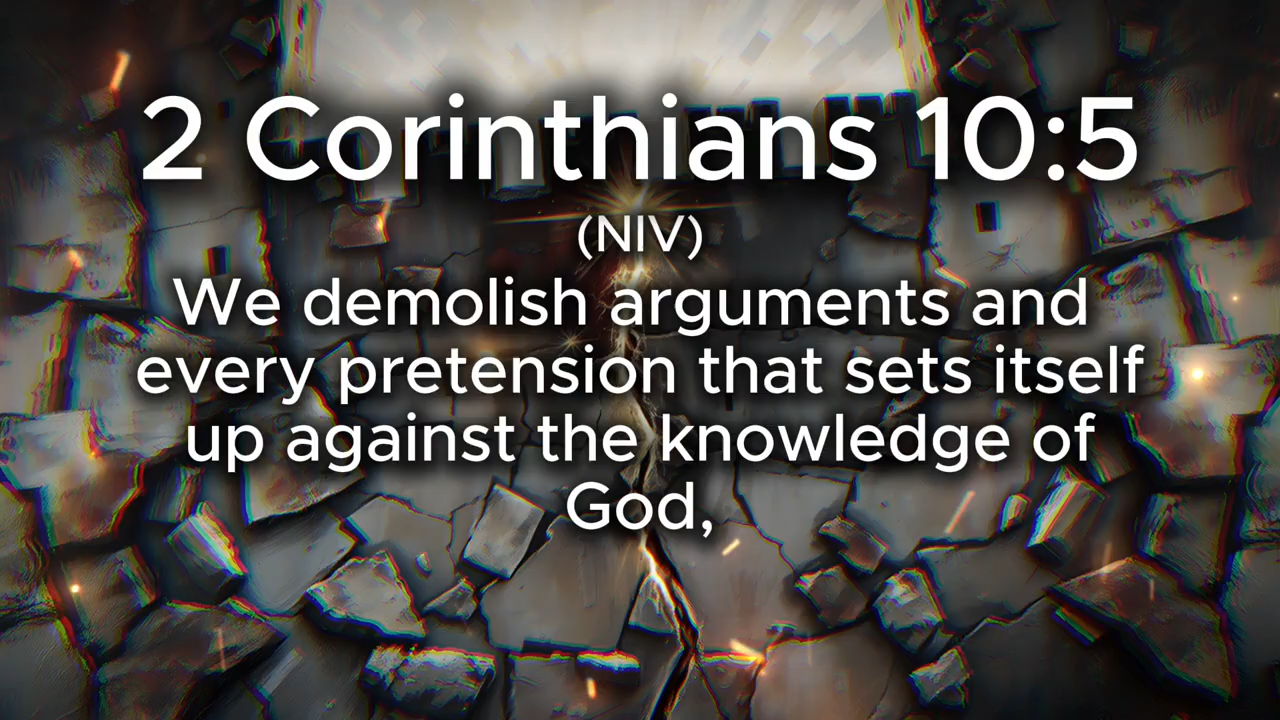 2 Corinthians 10:5
(NIV)
We demolish arguments and
every pretension that sets itself
up against the knowledge of
God,